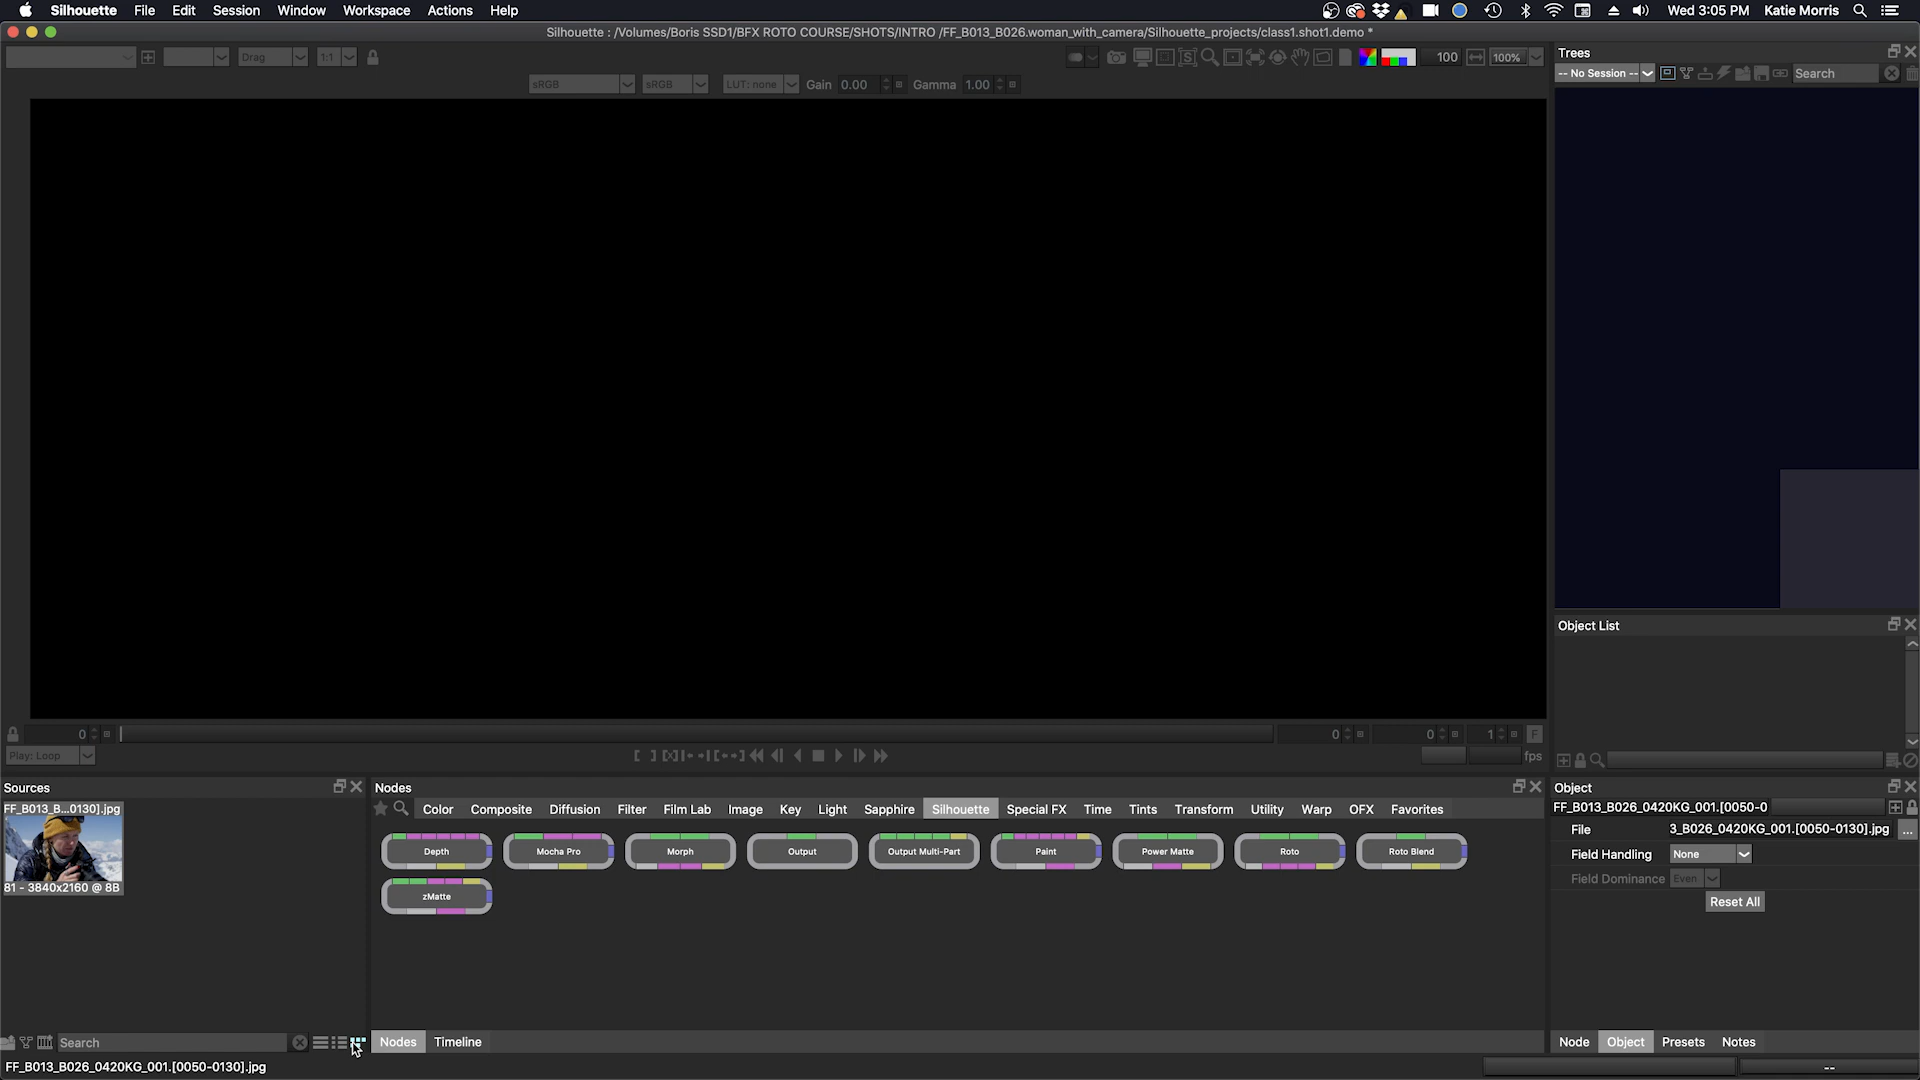 Silhouette File Edit Session Window Compositing Workspace Actions Help Wed 3:05 PM Katie Morris
Silhouette : /Volumes/Boris SSD1/BFX ROTO COURSE/SHOTS/INTRO /FF_B013_B026.woman_with_camera/Silhouette_projects/class1.shot1.demo *
Drag 1:1 100 100%
sRGB sRGB LUT: none Gain 0.00 Gamma 1.00
Trees
-- No Session -- Search
Object List
0 0 0 1 F
Play: Loop fps
Sources
FF_B013_B...0130].jpg
81 - 3840x2160 @ 8B
Search
Nodes
Color Composite Diffusion Filter Film Lab Image Key Light Sapphire Silhouette Special FX Time Tints Transform Utility Warp OFX Favorites
Depth Mocha Pro Morph Output Output Multi-Part Paint Power Matte Roto Roto Blend
zMatte
Nodes Timeline
Object
FF_B013_B026_0420KG_001.[0050-0
File 3_B026_0420KG_001.[0050-0130].jpg ...
Field Handling None
Field Dominance Even
Reset All
Node Object Presets Notes
FF_B013_B026_0420KG_001.[0050-0130].jpg
--